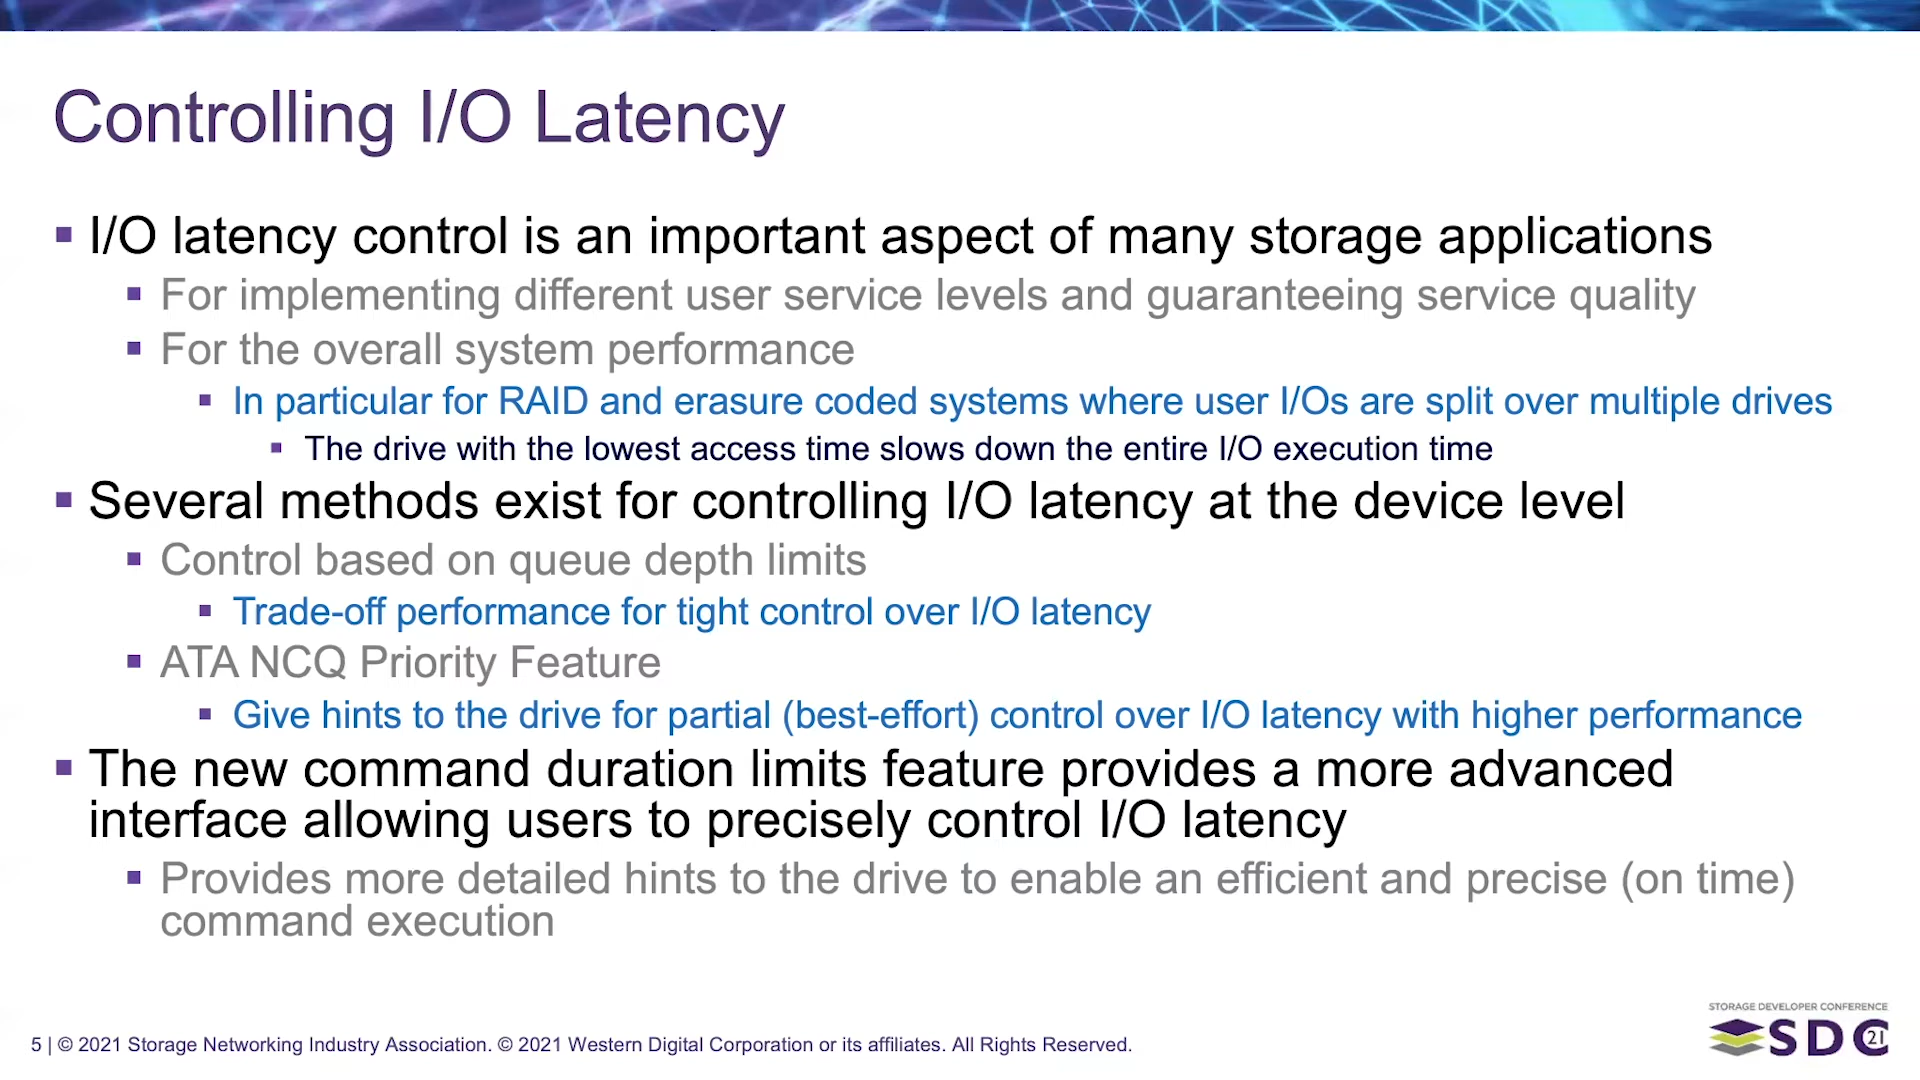 Controlling I/O Latency
▪ I/O latency control is an important aspect of many storage applications
▪ For implementing different user service levels and guaranteeing service quality
▪ For the overall system performance
▪ In particular for RAID and erasure coded systems where user I/Os are split over multiple drives
▪ The drive with the lowest access time slows down the entire I/O execution time
▪ Several methods exist for controlling I/O latency at the device level
▪ Control based on queue depth limits
▪ Trade-off performance for tight control over I/O latency
▪ ATA NCQ Priority Feature
▪ Give hints to the drive for partial (best-effort) control over I/O latency with higher performance
▪ The new command duration limits feature provides a more advanced
interface allowing users to precisely control I/O latency
▪ Provides more detailed hints to the drive to enable an efficient and precise (on time)
command execution
STORAGE DEVELOPER CONFERENCE
SDC 21
5 | © 2021 Storage Networking Industry Association. © 2021 Western Digital Corporation or its affiliates. All Rights Reserved.